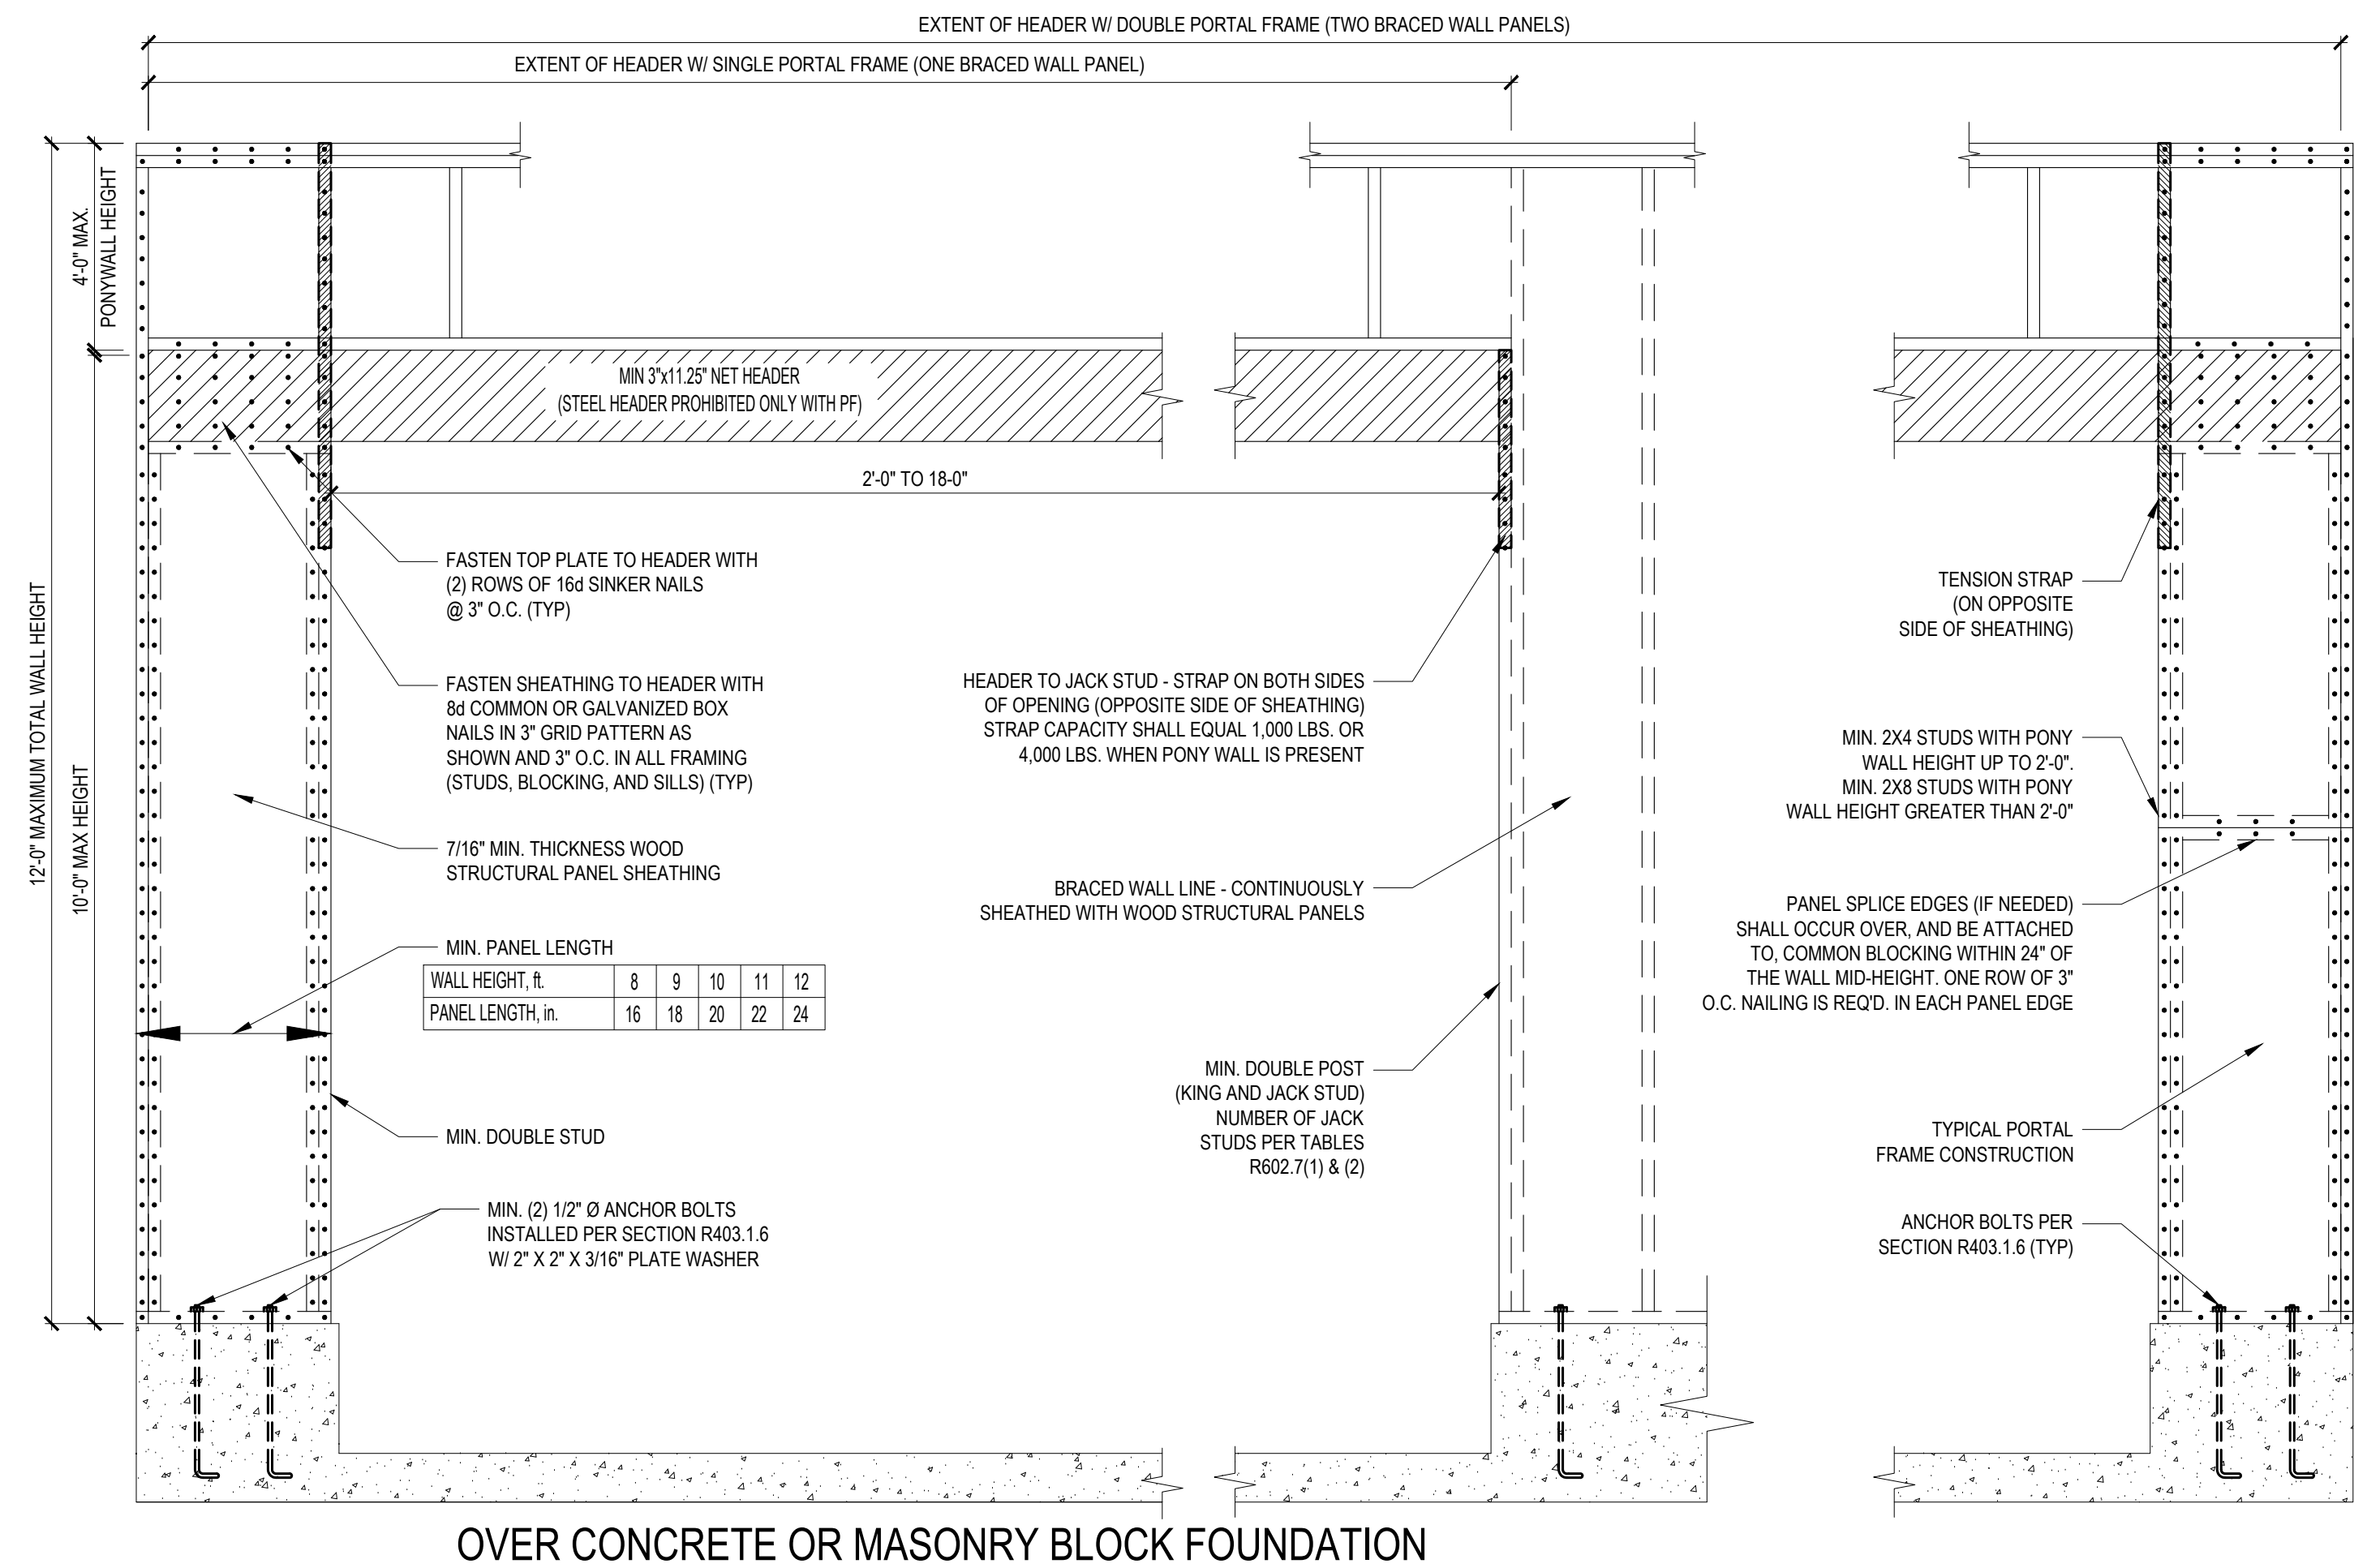 EXTENT OF HEADER W/ DOUBLE PORTAL FRAME (TWO BRACED WALL PANELS)
EXTENT OF HEADER W/ SINGLE PORTAL FRAME (ONE BRACED WALL PANEL)
4'-0" MAX.
PONYWALL HEIGHT
12'-0" MAXIMUM TOTAL WALL HEIGHT
10'-0" MAX HEIGHT
MIN 3"x11.25" NET HEADER
(STEEL HEADER PROHIBITED ONLY WITH PF)
2'-0" TO 18-0"
FASTEN TOP PLATE TO HEADER WITH
(2) ROWS OF 16d SINKER NAILS
@ 3" O.C. (TYP)
FASTEN SHEATHING TO HEADER WITH
8d COMMON OR GALVANIZED BOX
NAILS IN 3" GRID PATTERN AS
SHOWN AND 3" O.C. IN ALL FRAMING
(STUDS, BLOCKING, AND SILLS) (TYP)
7/16" MIN. THICKNESS WOOD
STRUCTURAL PANEL SHEATHING
MIN. PANEL LENGTH
WALL HEIGHT, ft. 8 9 10 11 12
PANEL LENGTH, in. 16 18 20 22 24
MIN. DOUBLE STUD
MIN. (2) 1/2" Ø ANCHOR BOLTS
INSTALLED PER SECTION R403.1.6
W/ 2" X 2" X 3/16" PLATE WASHER
HEADER TO JACK STUD - STRAP ON BOTH SIDES
OF OPENING (OPPOSITE SIDE OF SHEATHING)
STRAP CAPACITY SHALL EQUAL 1,000 LBS. OR
4,000 LBS. WHEN PONY WALL IS PRESENT
BRACED WALL LINE - CONTINUOUSLY
SHEATHED WITH WOOD STRUCTURAL PANELS
MIN. DOUBLE POST
(KING AND JACK STUD)
NUMBER OF JACK
STUDS PER TABLES
R602.7(1) & (2)
TENSION STRAP
(ON OPPOSITE
SIDE OF SHEATHING)
MIN. 2X4 STUDS WITH PONY
WALL HEIGHT UP TO 2'-0".
MIN. 2X8 STUDS WITH PONY
WALL HEIGHT GREATER THAN 2'-0"
PANEL SPLICE EDGES (IF NEEDED)
SHALL OCCUR OVER, AND BE ATTACHED
TO, COMMON BLOCKING WITHIN 24" OF
THE WALL MID-HEIGHT. ONE ROW OF 3"
O.C. NAILING IS REQ'D. IN EACH PANEL EDGE
TYPICAL PORTAL
FRAME CONSTRUCTION
ANCHOR BOLTS PER
SECTION R403.1.6 (TYP)
OVER CONCRETE OR MASONRY BLOCK FOUNDATION